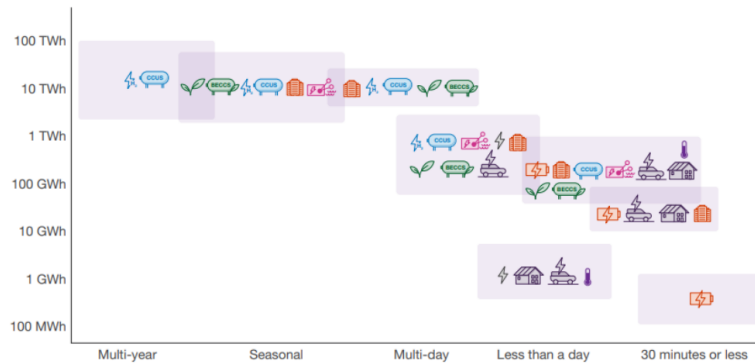 100 TWh
CCUS
10 TWh
BECCS CCUS CCUS BECCS
1 TWh
CCUS
CCUS
100 GWh
BECCS
BECCS
10 GWh
1 GWh
100 MWh
Multi-year Seasonal Multi-day Less than a day 30 minutes or less